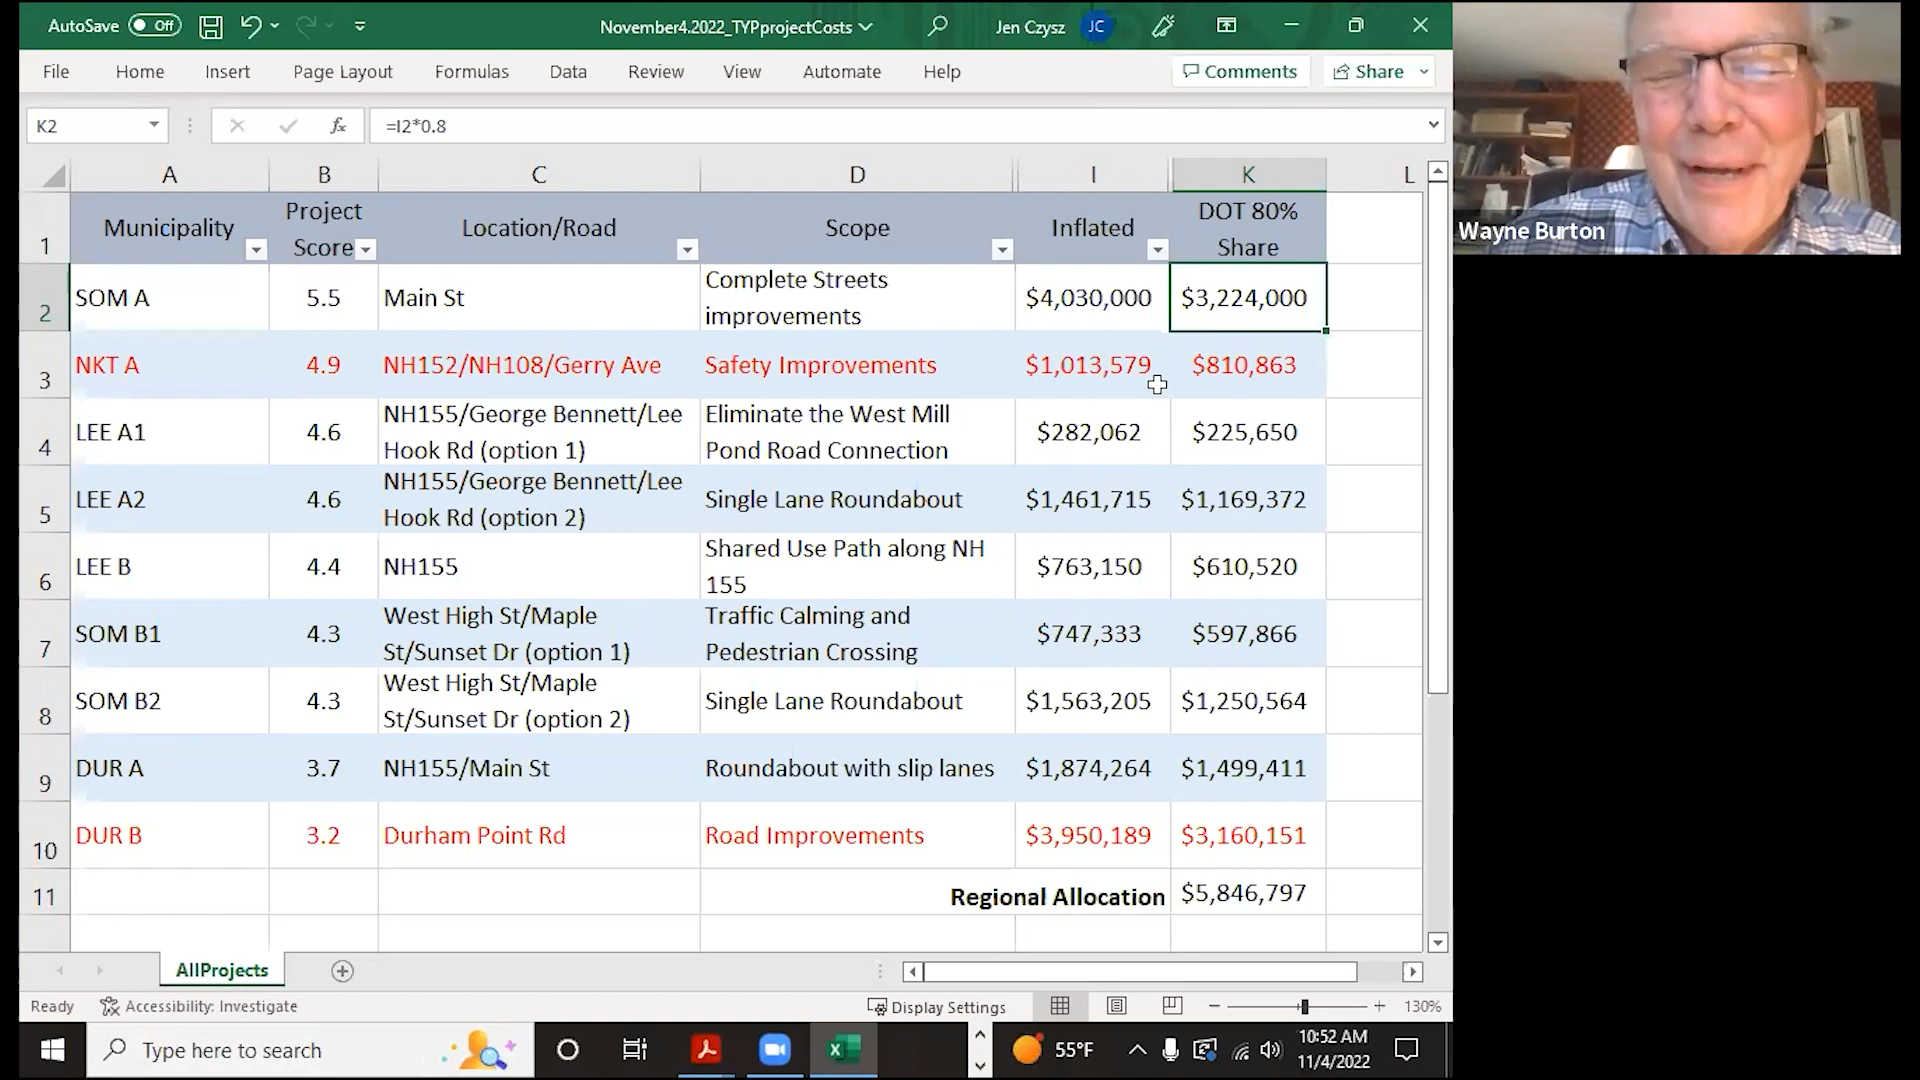 AutoSave Off
November4.2022_TYPprojectCosts
Jen Czysz JC
File Home Insert Page Layout Formulas Data Review View Automate Help Comments Share
K2 fx =I2*0.8
A B C D I K L
1 Municipality Project Score Location/Road Scope Inflated DOT 80% Share
2 SOM A 5.5 Main St Complete Streets improvements $4,030,000 $3,224,000
3 NKT A 4.9 NH152/NH108/Gerry Ave Safety Improvements $1,013,579 $810,863
4 LEE A1 4.6 NH155/George Bennett/Lee Hook Rd (option 1) Eliminate the West Mill Pond Road Connection $282,062 $225,650
5 LEE A2 4.6 NH155/George Bennett/Lee Hook Rd (option 2) Single Lane Roundabout $1,461,715 $1,169,372
6 LEE B 4.4 NH155 Shared Use Path along NH 155 $763,150 $610,520
7 SOM B1 4.3 West High St/Maple St/Sunset Dr (option 1) Traffic Calming and Pedestrian Crossing $747,333 $597,866
8 SOM B2 4.3 West High St/Maple St/Sunset Dr (option 2) Single Lane Roundabout $1,563,205 $1,250,564
9 DUR A 3.7 NH155/Main St Roundabout with slip lanes $1,874,264 $1,499,411
10 DUR B 3.2 Durham Point Rd Road Improvements $3,950,189 $3,160,151
11 Regional Allocation $5,846,797
AllProjects
Ready Accessibility: Investigate Display Settings 130%
Type here to search 55°F 10:52 AM
11/4/2022
Wayne Burton